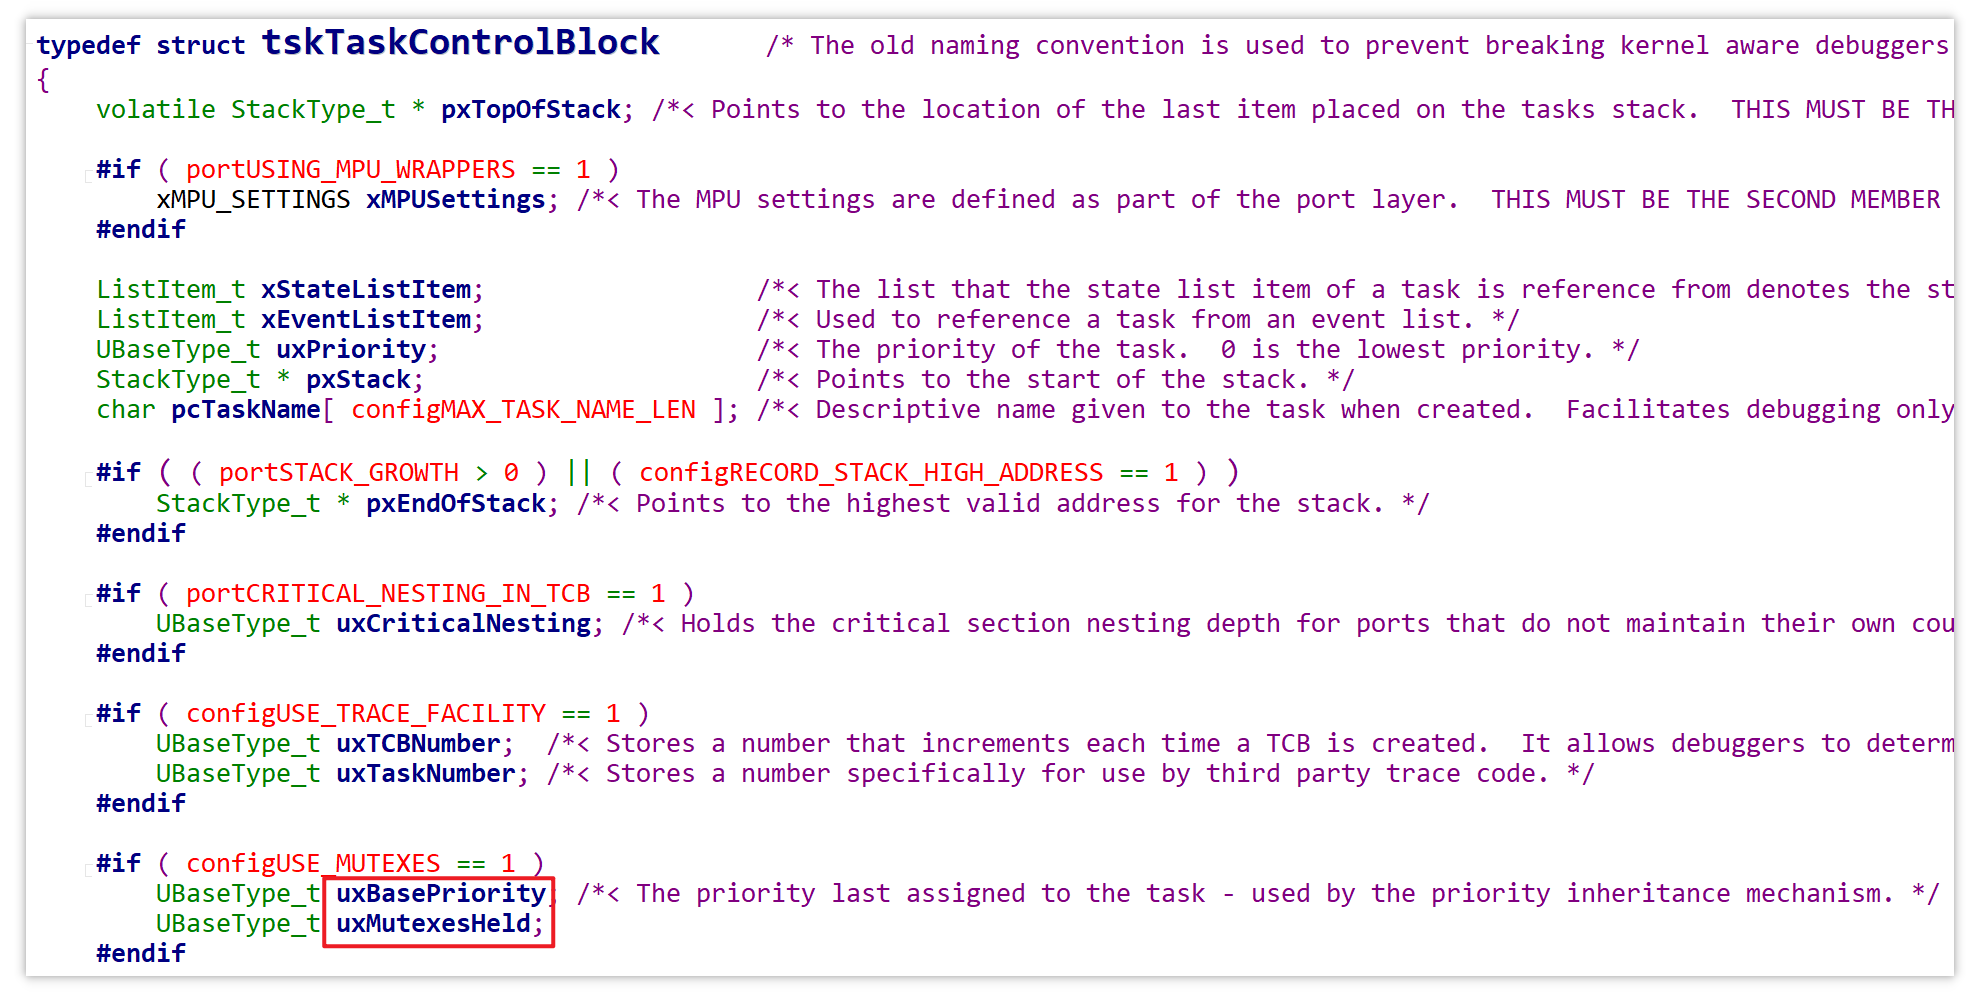 typedef struct tskTaskControlBlock       /* The old naming convention is used to prevent breaking kernel aware debuggers
{
    volatile StackType_t * pxTopOfStack; /*< Points to the location of the last item placed on the tasks stack.  THIS MUST BE TH

    #if ( portUSING_MPU_WRAPPERS == 1 )
        xMPU_SETTINGS xMPUSettings; /*< The MPU settings are defined as part of the port layer.  THIS MUST BE THE SECOND MEMBER
    #endif

    ListItem_t xStateListItem;                  /*< The list that the state list item of a task is reference from denotes the st
    ListItem_t xEventListItem;                  /*< Used to reference a task from an event list. */
    UBaseType_t uxPriority;                     /*< The priority of the task.  0 is the lowest priority. */
    StackType_t * pxStack;                      /*< Points to the start of the stack. */
    char pcTaskName[ configMAX_TASK_NAME_LEN ]; /*< Descriptive name given to the task when created.  Facilitates debugging only

    #if ( ( portSTACK_GROWTH > 0 ) || ( configRECORD_STACK_HIGH_ADDRESS == 1 ) )
        StackType_t * pxEndOfStack; /*< Points to the highest valid address for the stack. */
    #endif

    #if ( portCRITICAL_NESTING_IN_TCB == 1 )
        UBaseType_t uxCriticalNesting; /*< Holds the critical section nesting depth for ports that do not maintain their own cou
    #endif

    #if ( configUSE_TRACE_FACILITY == 1 )
        UBaseType_t uxTCBNumber;  /*< Stores a number that increments each time a TCB is created.  It allows debuggers to determ
        UBaseType_t uxTaskNumber; /*< Stores a number specifically for use by third party trace code. */
    #endif

    #if ( configUSE_MUTEXES == 1 )
        UBaseType_t uxBasePriority; /*< The priority last assigned to the task - used by the priority inheritance mechanism. */
        UBaseType_t uxMutexesHeld;
    #endif